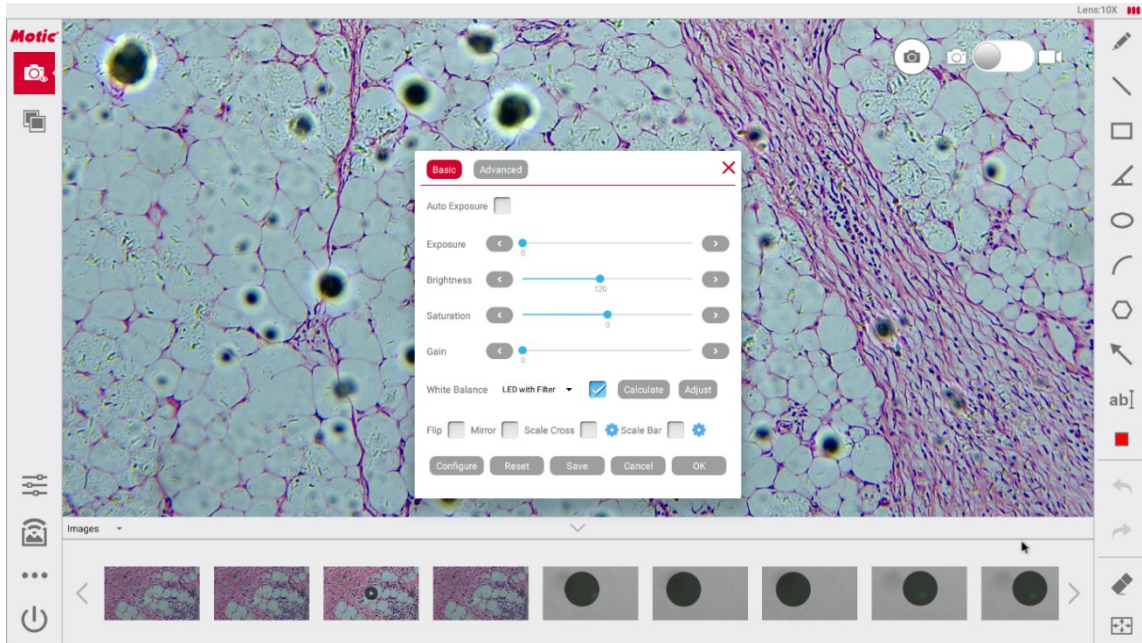 Lens:10X
Motic
Basic Advanced
Auto Exposure
Exposure
0
Brightness
120
Saturation
0
Gain
0
White Balance LED with Filter Calculate Adjust
Flip Mirror Scale Cross Scale Bar
Configure Reset Save Cancel OK
ab
Images